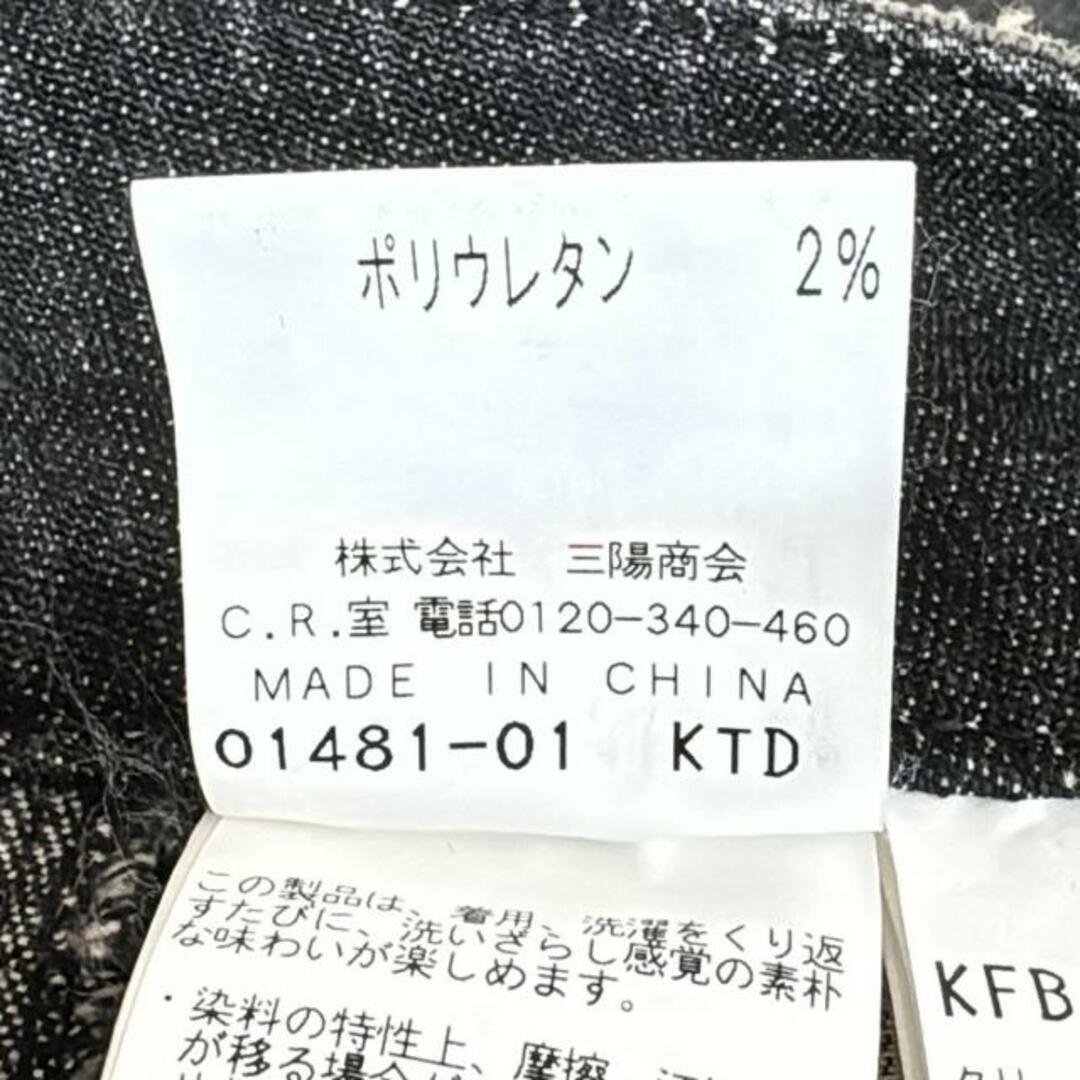 ポリウレタン 2%
株式会社 三陽商会
C.R.室 電話0120-340-460
MADE IN CHINA
01481-01 KTD
この製品は、着用、洗濯をくり返
すたびに、洗いざらし感覚の素朴
な味わいが楽しめます。
・染料の特性上、摩擦、
が移る場合が
KFB
クリー